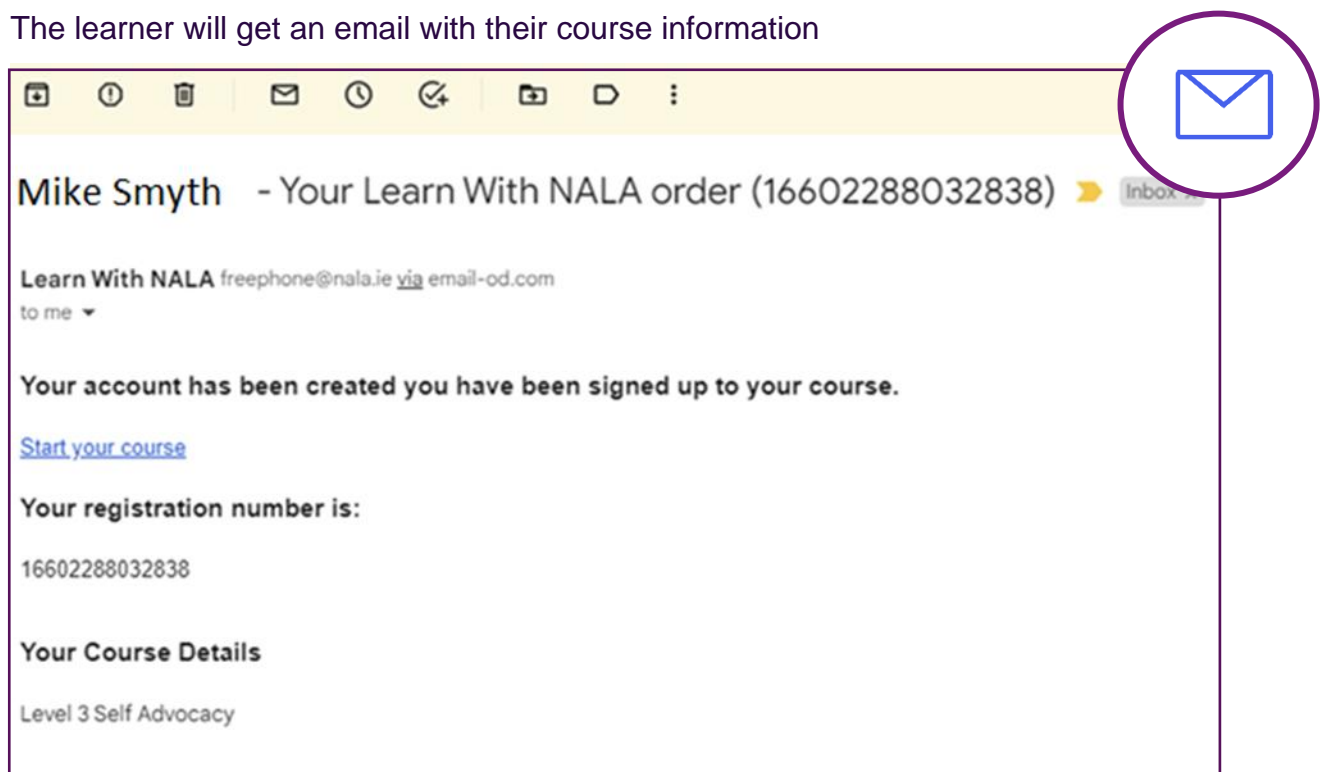 The learner will get an email with their course information
Mike Smyth - Your Learn With NALA order (16602288032838) Inbox x
Learn With NALA freephone@nala.ie via email-od.com
to me
Your account has been created you have been signed up to your course.
Start your course
Your registration number is:
16602288032838
Your Course Details
Level 3 Self Advocacy